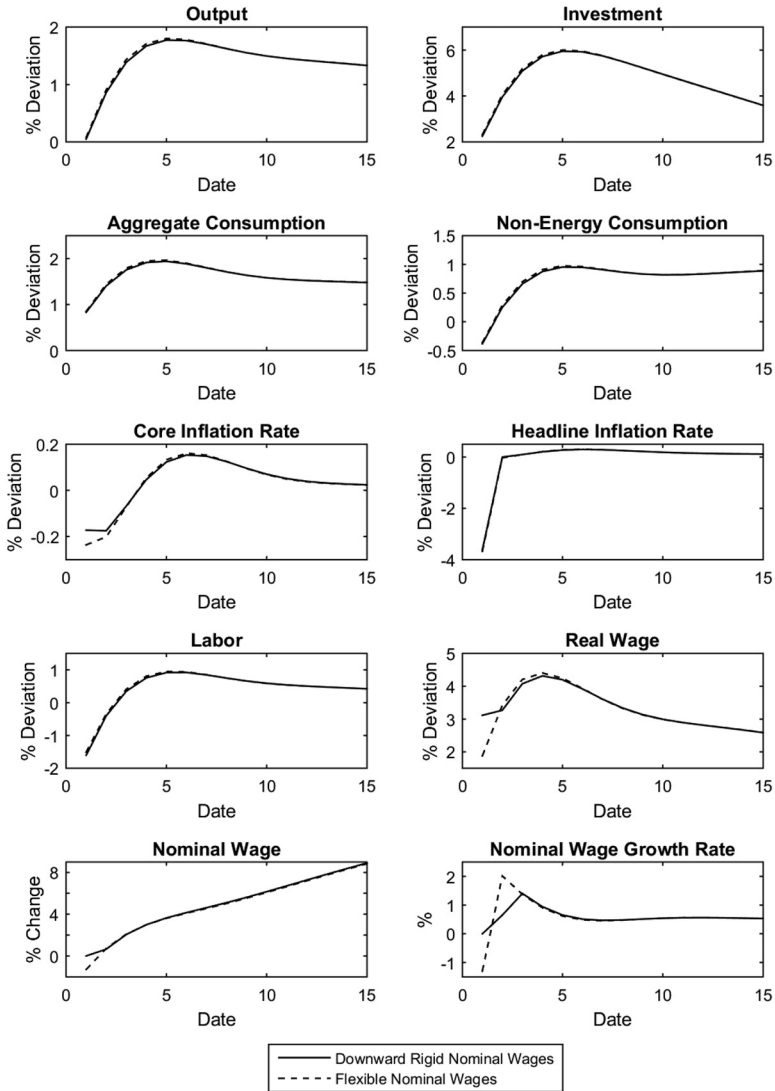 Output
% Deviation
2
1
0
0 5 10 15
Date
Investment
% Deviation
6
4
2
0 5 10 15
Date
Aggregate Consumption
% Deviation
2
1
0
0 5 10 15
Date
Non-Energy Consumption
% Deviation
1.5
1
0.5
0
-0.5
0 5 10 15
Date
Core Inflation Rate
% Deviation
0.2
0
-0.2
0 5 10 15
Date
Headline Inflation Rate
% Deviation
0
-2
-4
0 5 10 15
Date
Labor
% Deviation
1
0
-1
-2
0 5 10 15
Date
Real Wage
% Deviation
5
4
3
2
0 5 10 15
Date
Nominal Wage
% Change
8
4
0
0 5 10 15
Date
Nominal Wage Growth Rate
%
2
1
0
-1
0 5 10 15
Date
Downward Rigid Nominal Wages
Flexible Nominal Wages